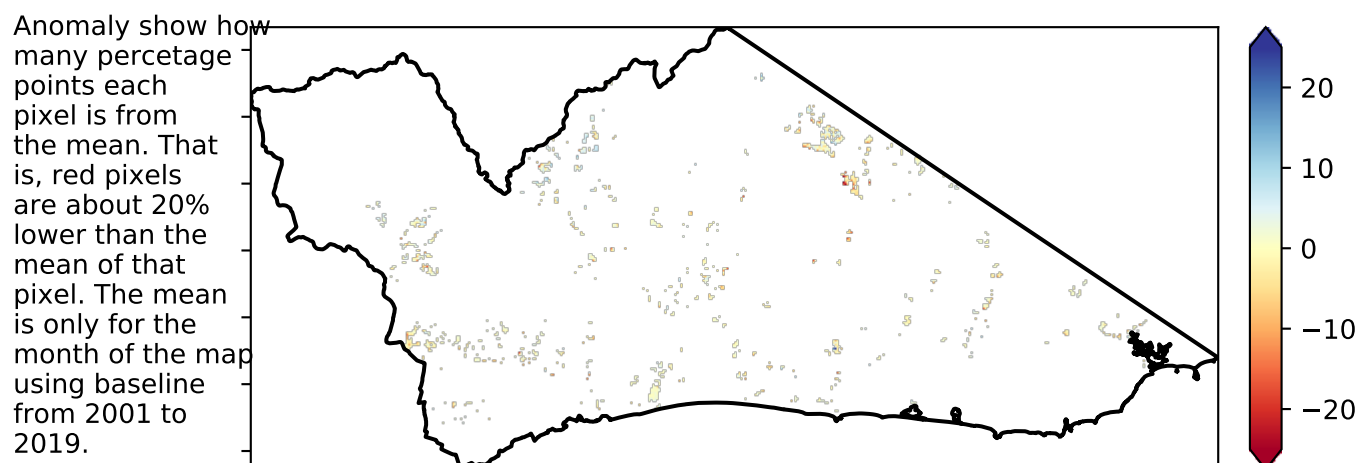 Anomaly show how
many percetage
points each
pixel is from
the mean. That
is, red pixels
are about 20%
lower than the
mean of that
pixel. The mean
is only for the
month of the map
using baseline
from 2001 to
2019.
20
10
0
−10
−20